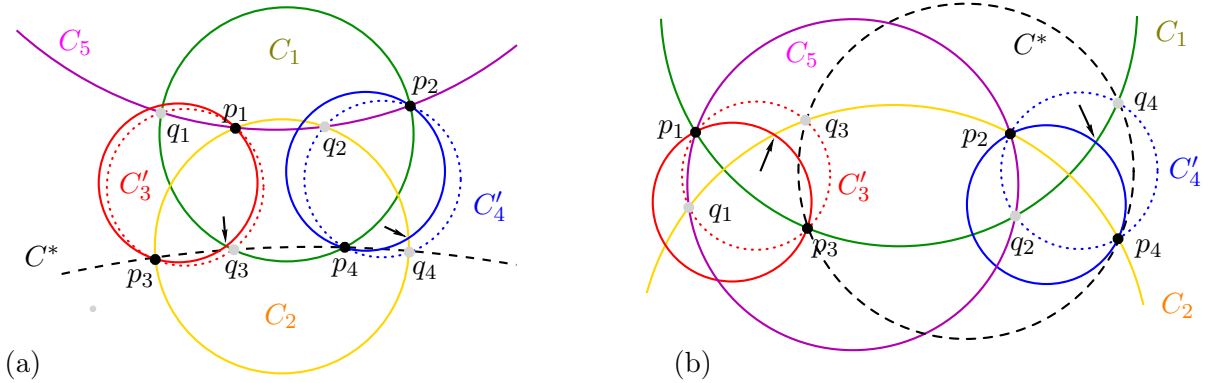 C₅
C₁
p₂
p₁
q₁
q₂
C′₃
C′₄
C*
p₃
q₃
p₄
q₄
C₂
(a)
C*
C₁
C₅
q₄
p₁
q₃
p₂
C′₃
C′₄
q₁
q₂
p₃
p₄
C₂
(b)